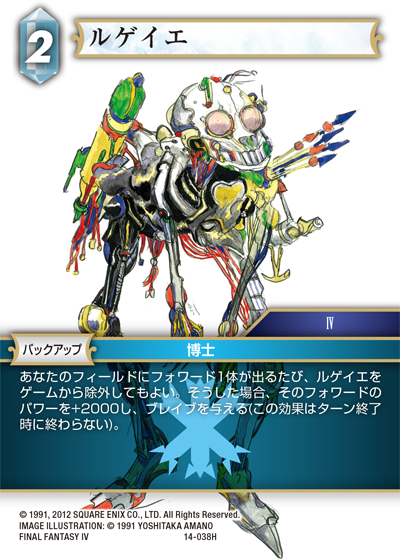 2
ルゲイエ
IV
バックアップ
博士
あなたのフィールドにフォワード1体が出るたび、ルゲイエを
ゲームから除外してもよい。そうした場合、そのフォワードの
パワーを+2000し、ブレイブを与える(この効果はターン終了
時に終わらない)。
© 1991, 2012 SQUARE ENIX CO., LTD. All Rights Reserved.
IMAGE ILLUSTRATION: © 1991 YOSHITAKA AMANO
FINAL FANTASY IV 14-038H